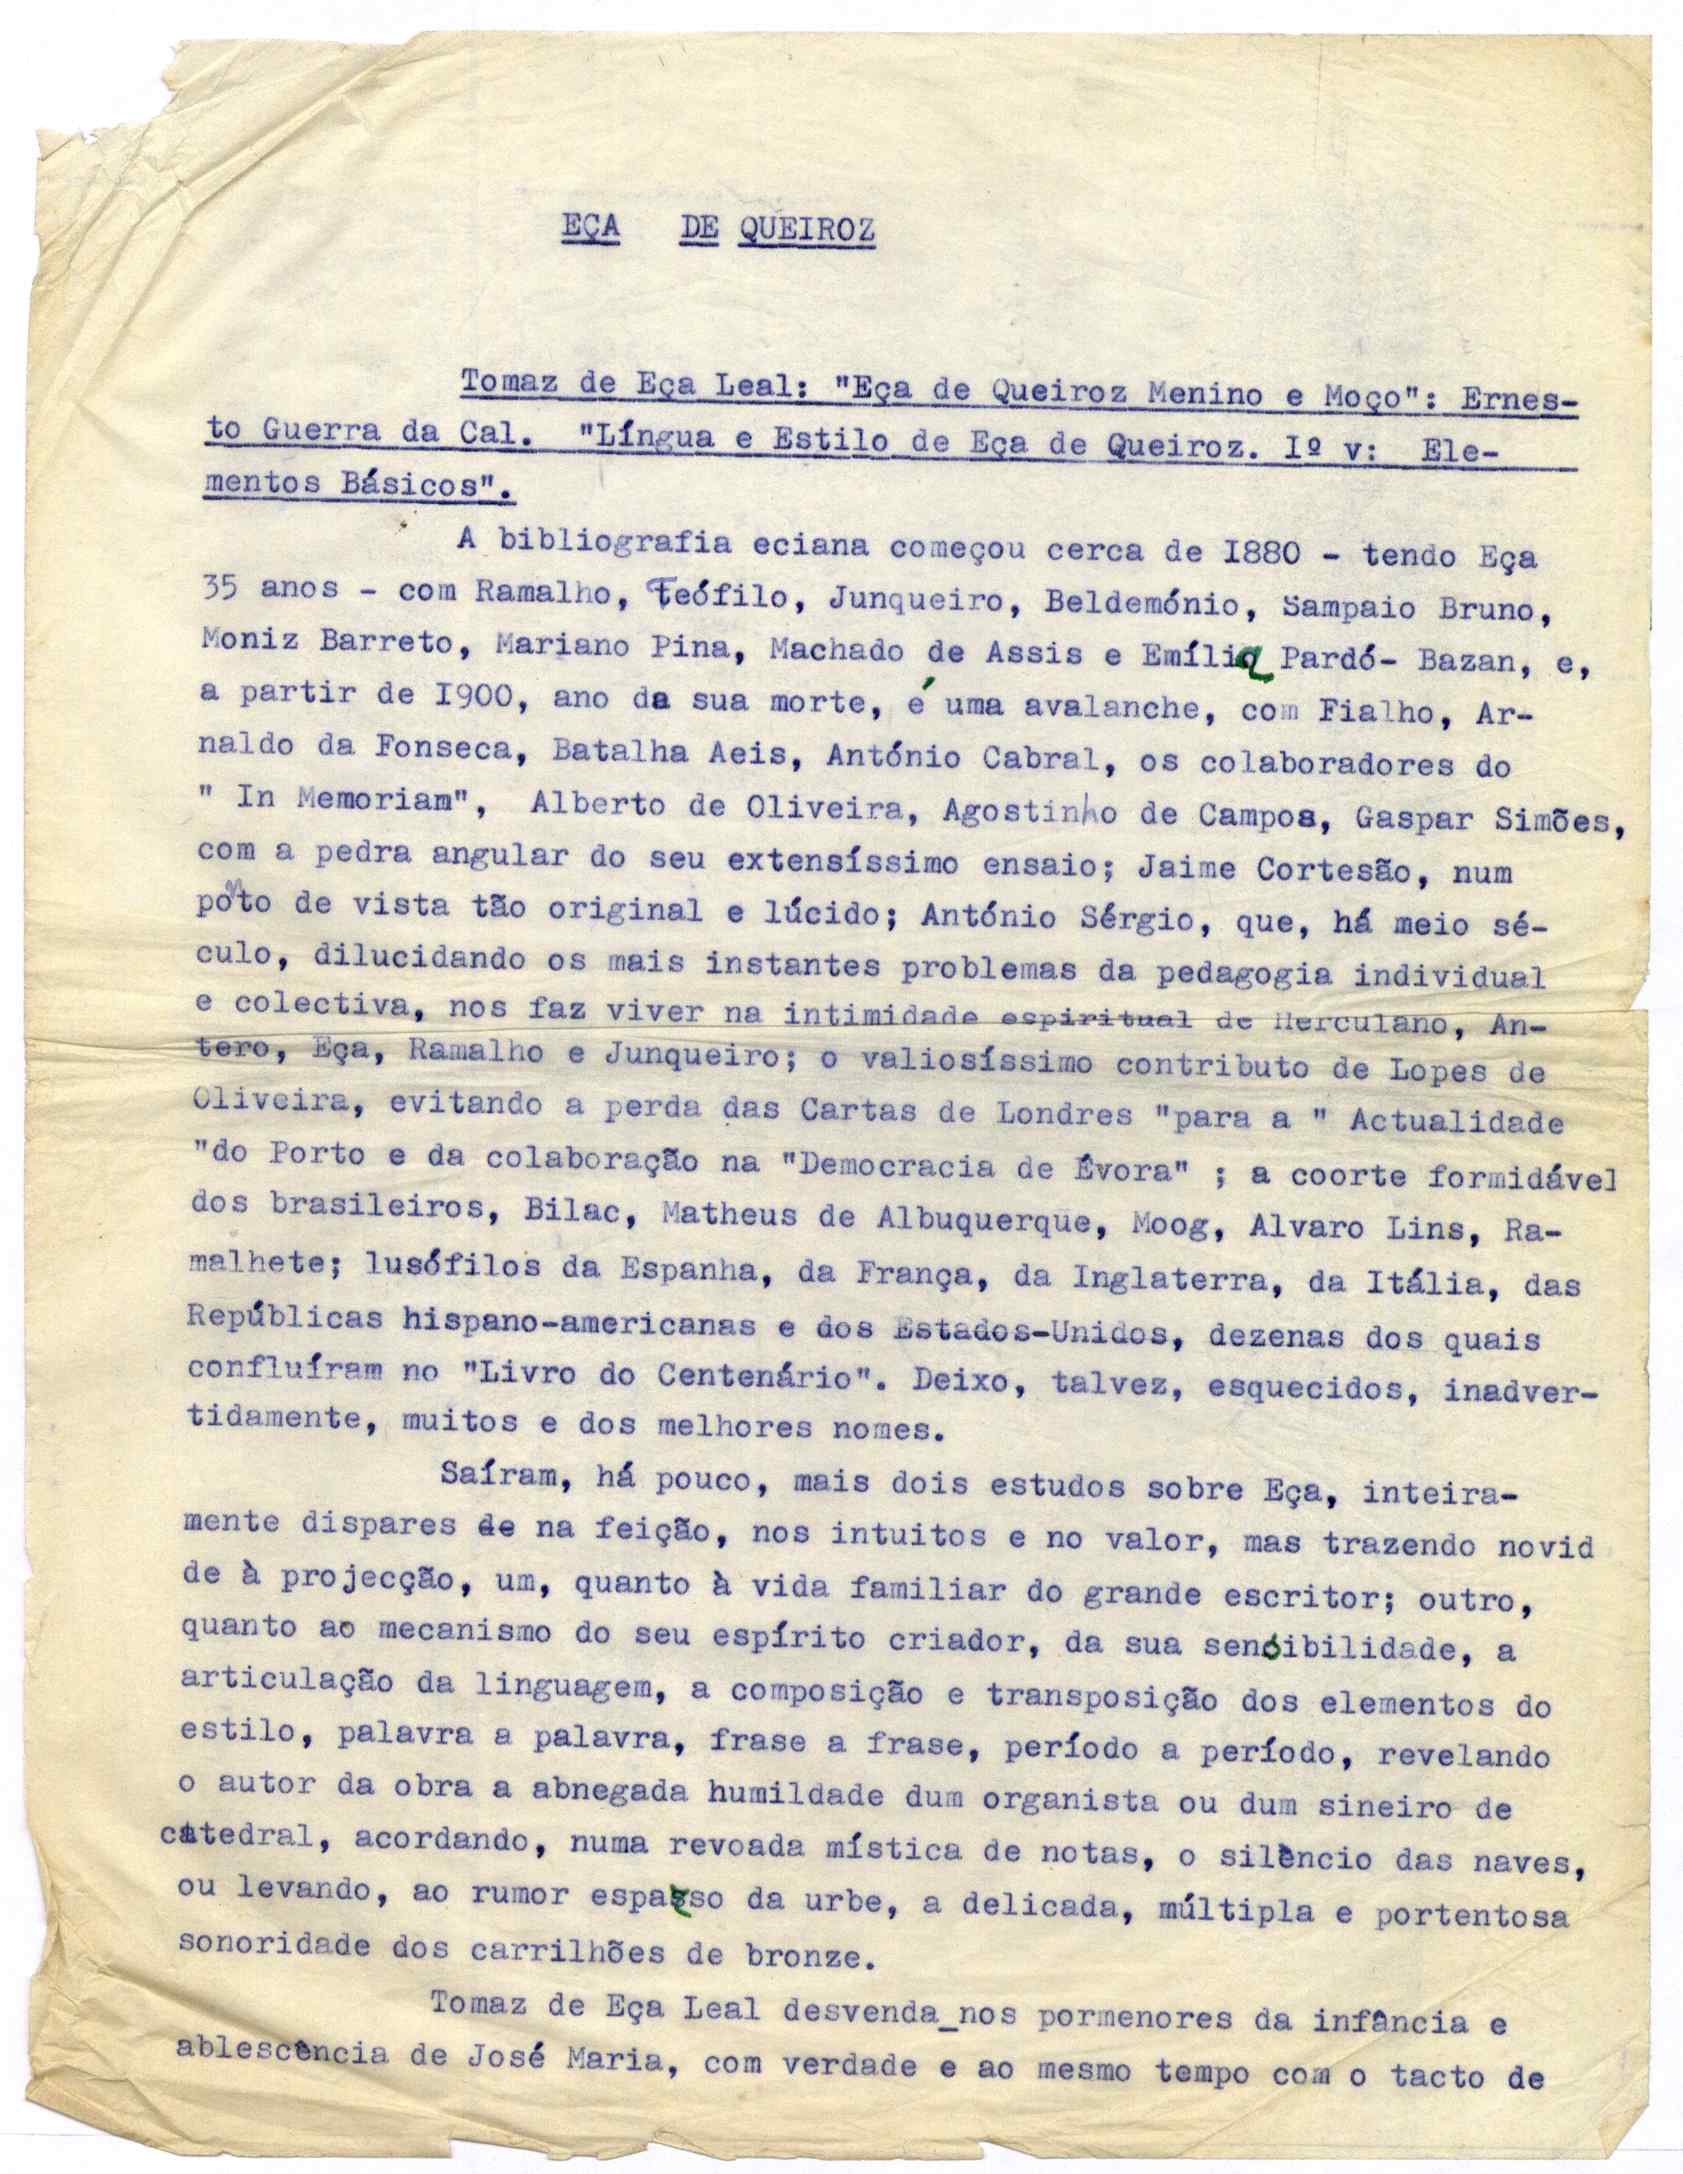 EÇA DE QUEIROZ
Tomaz de Eça Leal: "Eça de Queiroz Menino e Moço": Ernes-
to Guerra da Cal. "Língua e Estilo de Eça de Queiroz. Iº v: Ele-
mentos Básicos".
A bibliografia eciana começou cerca de I880 - tendo Eça
35 anos - com Ramalho, Teófilo, Junqueiro, Beldemónio, Sampaio Bruno,
Moniz Barreto, Mariano Pina, Machado de Assis e Emília Pardó- Bazan, e,
a partir de I900, ano da sua morte, é uma avalanche, com Fialho, Ar-
naldo da Fonseca, Batalha Aeis, António Cabral, os colaboradores do
" In Memoriam", Alberto de Oliveira, Agostinho de Campos, Gaspar Simões,
com a pedra angular do seu extensíssimo ensaio; Jaime Cortesão, num
ponto de vista tão original e lúcido; António Sérgio, que, há meio sé-
culo, dilucidando os mais instantes problemas da pedagogia individual
e colectiva, nos faz viver na intimidade espiritual de Herculano, An-
tero, Eça, Ramalho e Junqueiro; o valiosíssimo contributo de Lopes de
Oliveira, evitando a perda das Cartas de Londres "para a " Actualidade
"do Porto e da colaboração na "Democracia de Évora" ; a coorte formidável
dos brasileiros, Bilac, Matheus de Albuquerque, Moog, Alvaro Lins, Ra-
malhete; lusófilos da Espanha, da França, da Inglaterra, da Itália, das
Repúblicas hispano-americanas e dos Estados-Unidos, dezenas dos quais
confluíram no "Livro do Centenário". Deixo, talvez, esquecidos, inadver-
tidamente, muitos e dos melhores nomes.
Saíram, há pouco, mais dois estudos sobre Eça, inteira-
mente dispares de na feição, nos intuitos e no valor, mas trazendo novid
de à projecção, um, quanto à vida familiar do grande escritor; outro,
quanto ao mecanismo do seu espírito criador, da sua sensibilidade, a
articulação da linguagem, a composição e transposição dos elementos do
estilo, palavra a palavra, frase a frase, período a período, revelando
o autor da obra a abnegada humildade dum organista ou dum sineiro de
catedral, acordando, numa revoada mística de notas, o silêncio das naves,
ou levando, ao rumor espasso da urbe, a delicada, múltipla e portentosa
sonoridade dos carrilhões de bronze.
Tomaz de Eça Leal desvenda_nos pormenores da infância e
ablescência de José Maria, com verdade e ao mesmo tempo com o tacto de